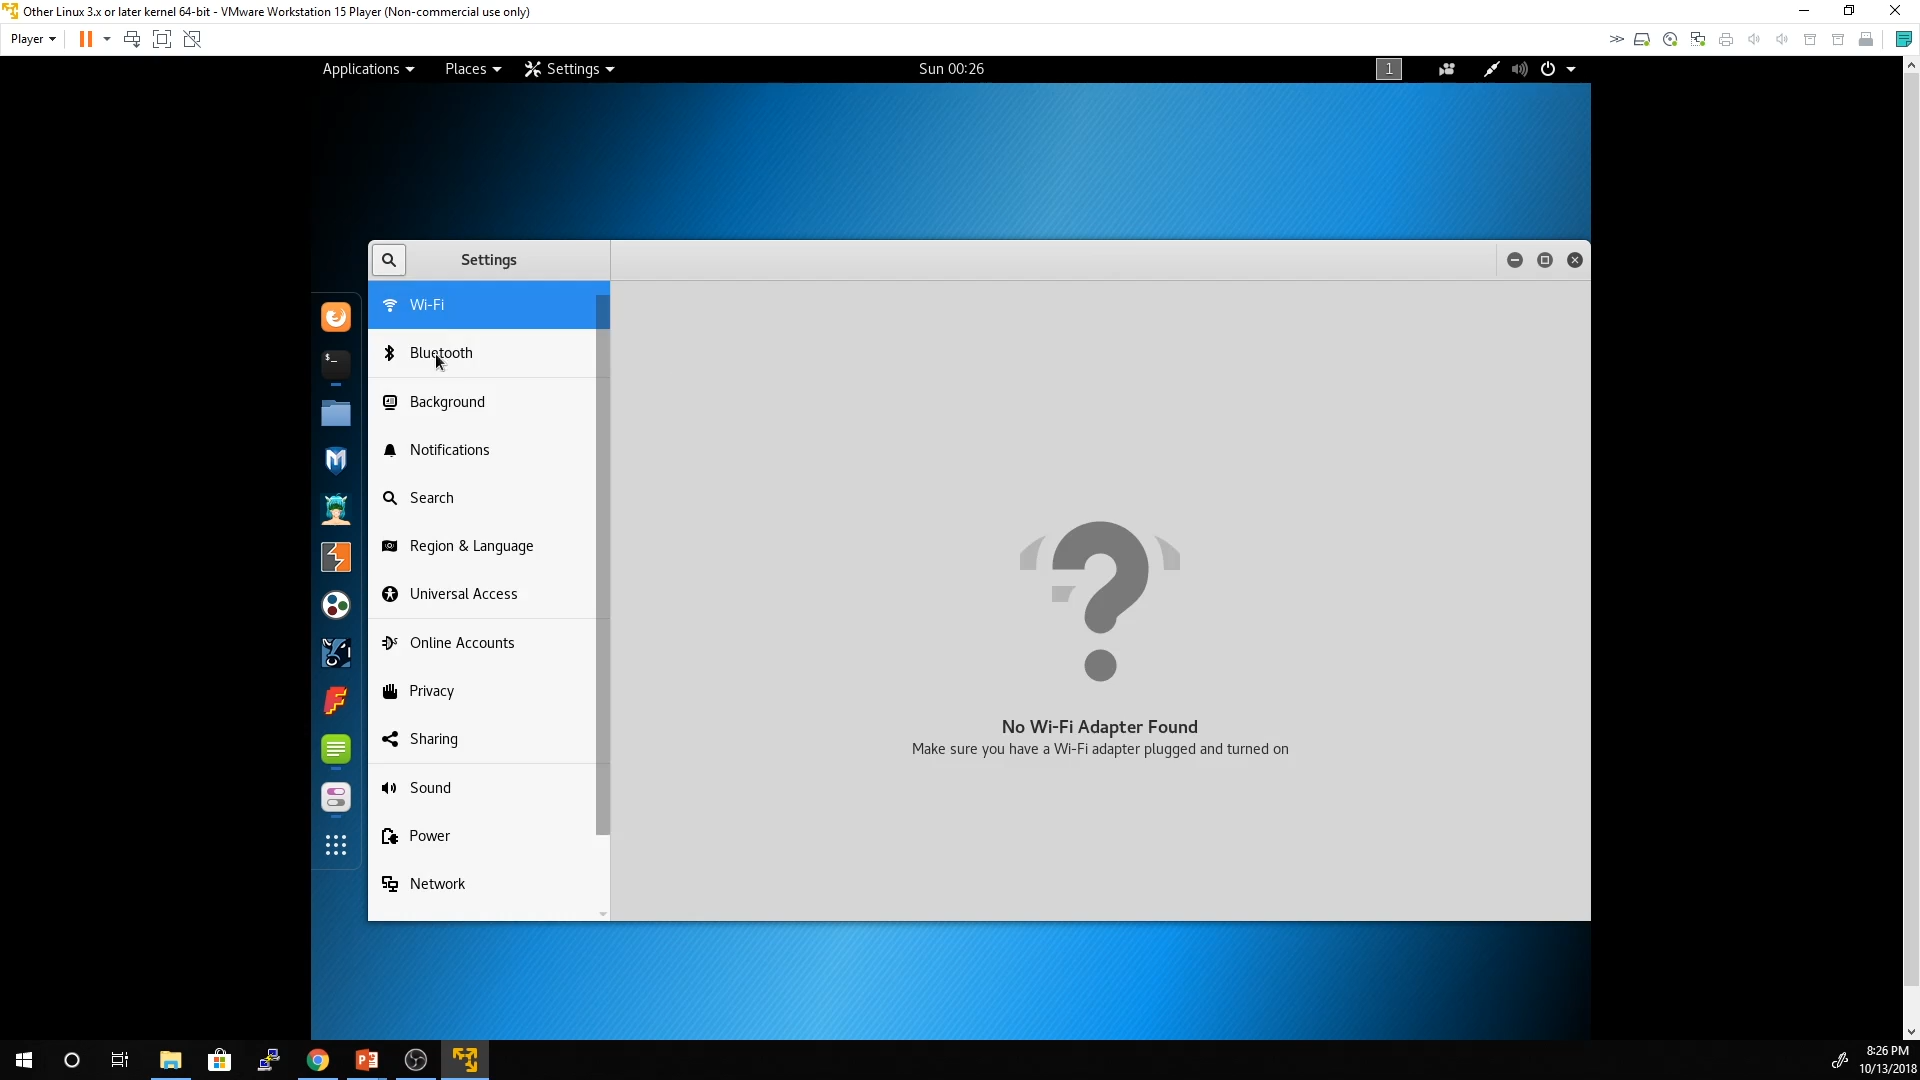 Other Linux 3.x or later kernel 64-bit - VMware Workstation 15 Player (Non-commercial use only)
Player
Applications Places Settings Sun 00:26 1
Settings
Wi-Fi
Bluetooth
Background
Notifications
Search
Region & Language
Universal Access
Online Accounts
Privacy
Sharing
Sound
Power
Network
No Wi-Fi Adapter Found
Make sure you have a Wi-Fi adapter plugged and turned on
8:26 PM
10/13/2018